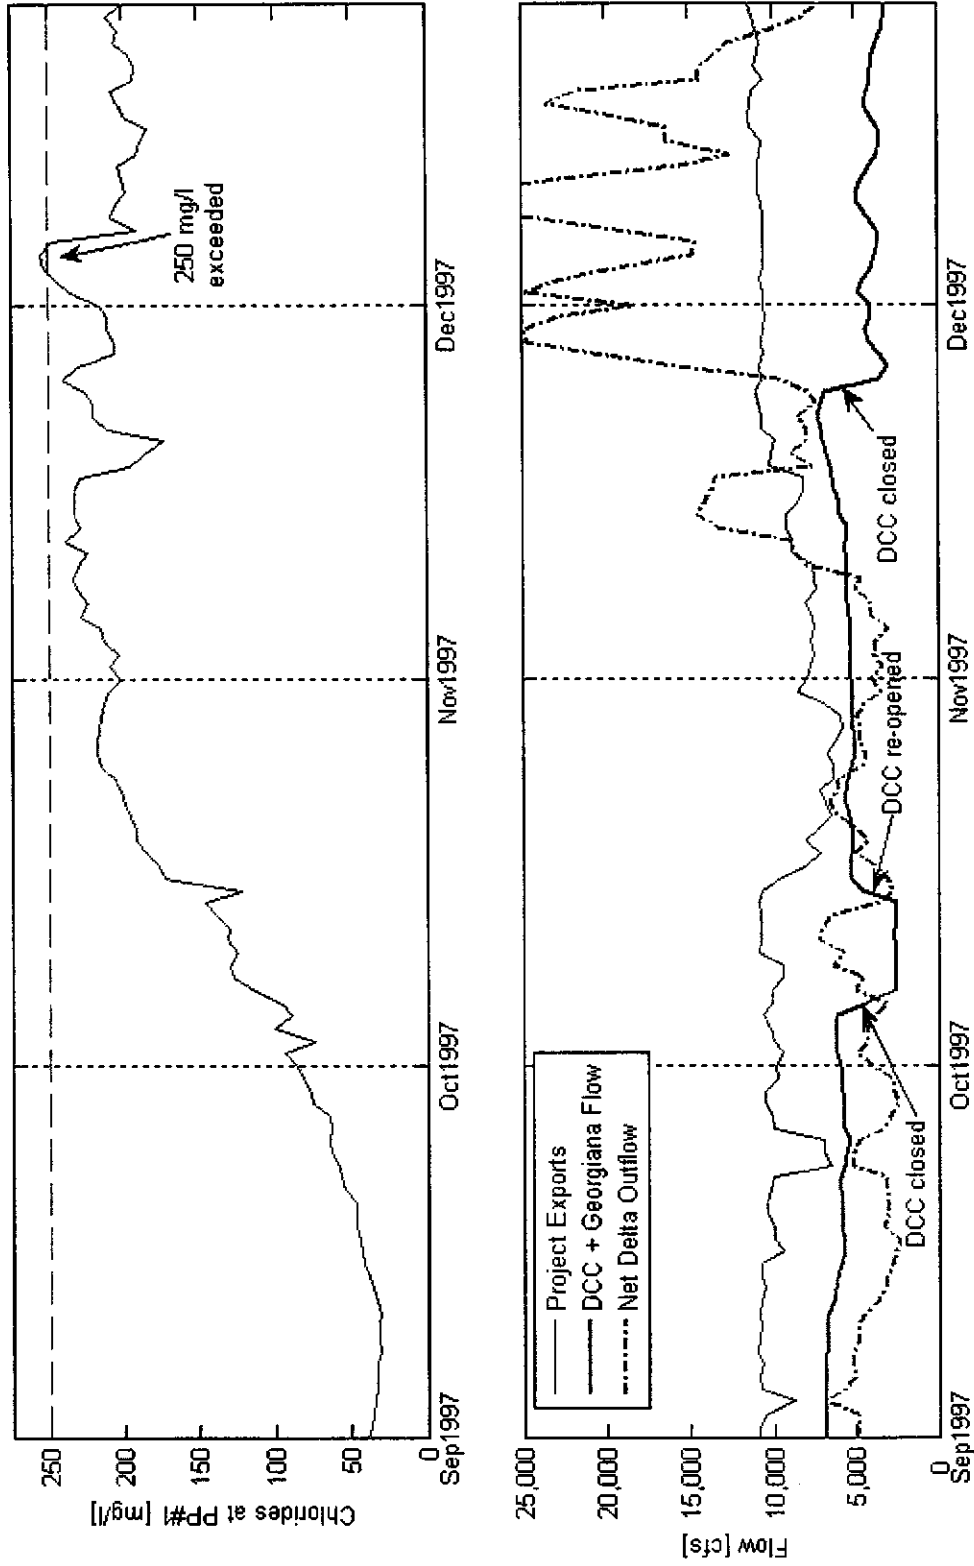 Chlorides at PP#1 [mg/l]
250
200
150
100
50
0
250 mg/l
exceeded
Sep1997
Oct1997
Nov1997
Dec1997
Flow [cfs]
25,000
20,000
15,000
10,000
5,000
0
Project Exports
DCC + Georgiana Flow
Net Delta Outflow
DCC closed
DCC re-opened
DCC closed
Sep1997
Oct1997
Nov1997
Dec1997